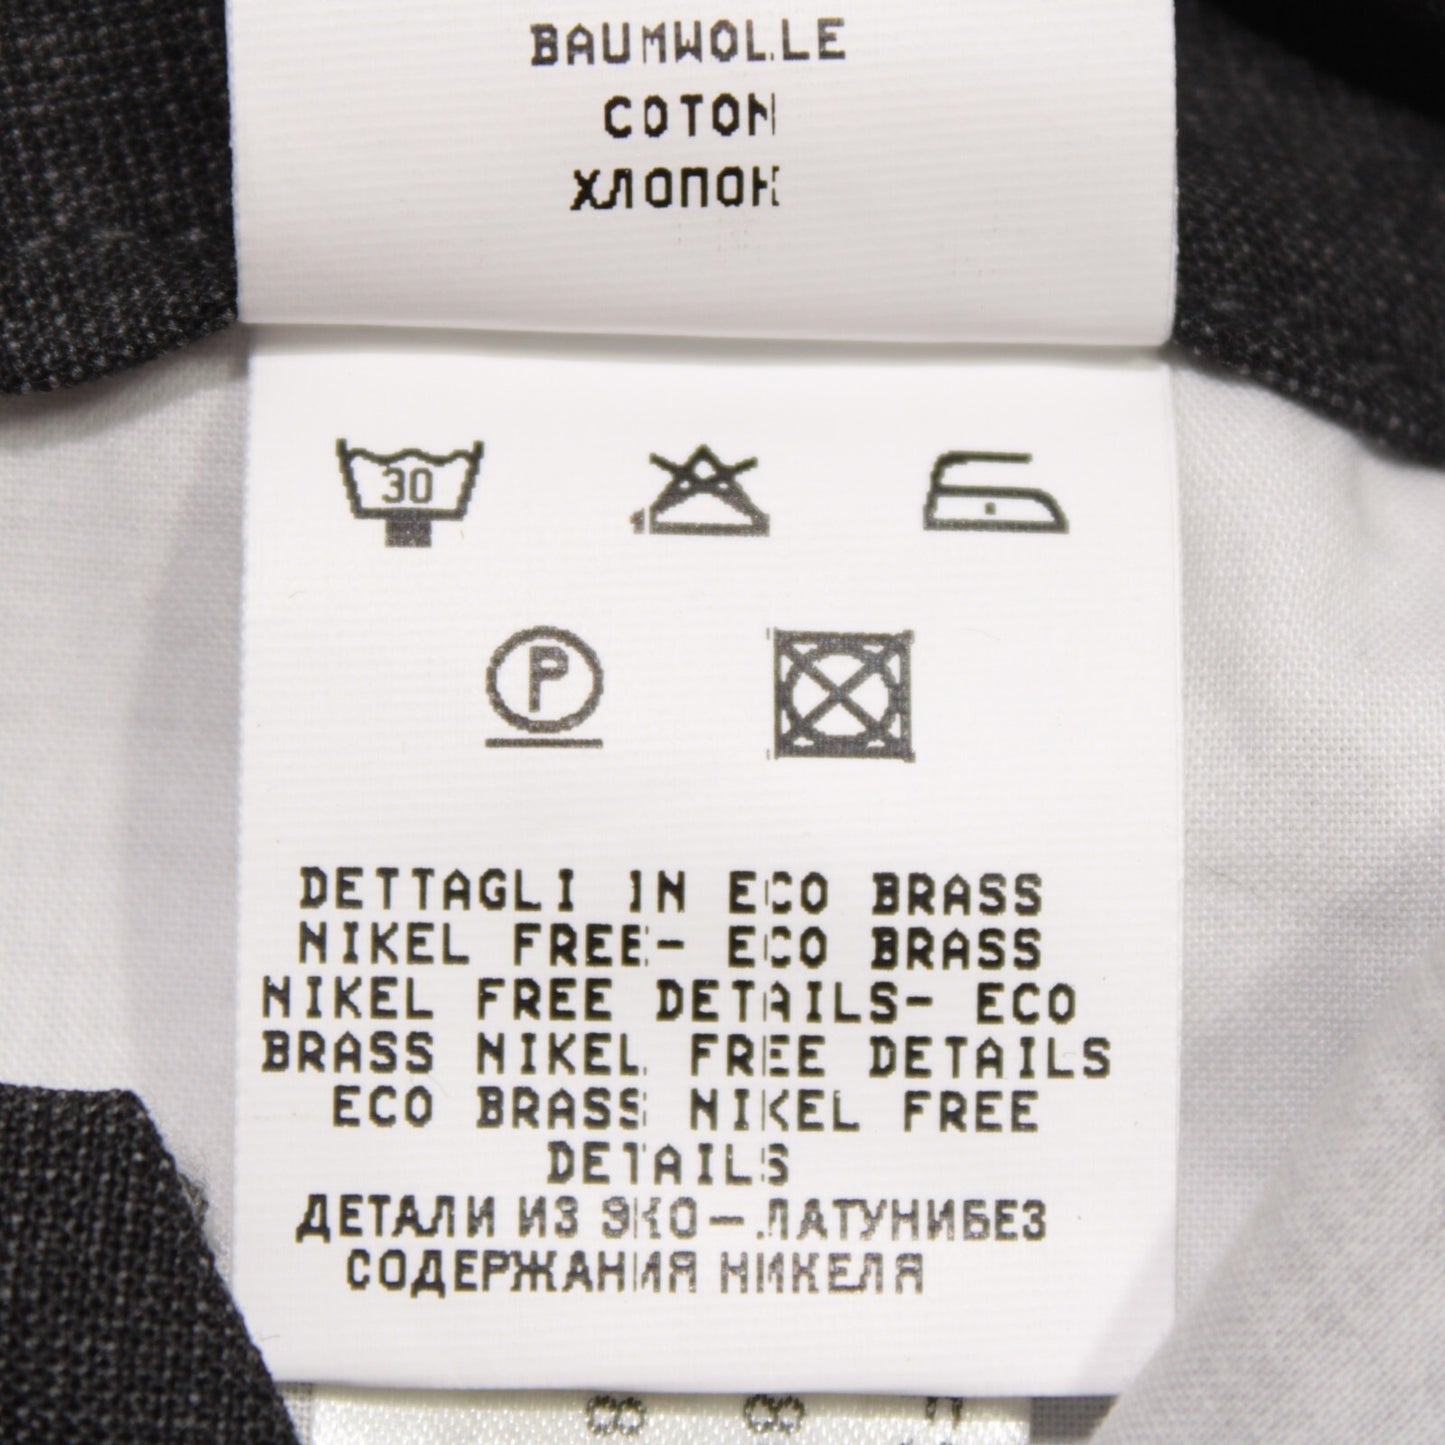 BAUMWOLLE
COTON
ХЛОПОК
30
P
DETTAGLI IN ECO BRASS
NIKEL FREE- ECO BRASS
NIKEL FREE DETAILS- ECO
BRASS NIKEL FREE DETAILS
ECO BRASS NIKEL FREE
DETAILS
ДЕТАЛИ ИЗ ЭКО-ЛАТУНИБЕЗ
СОДЕРЖАНИЯ НИКЕЛЯ